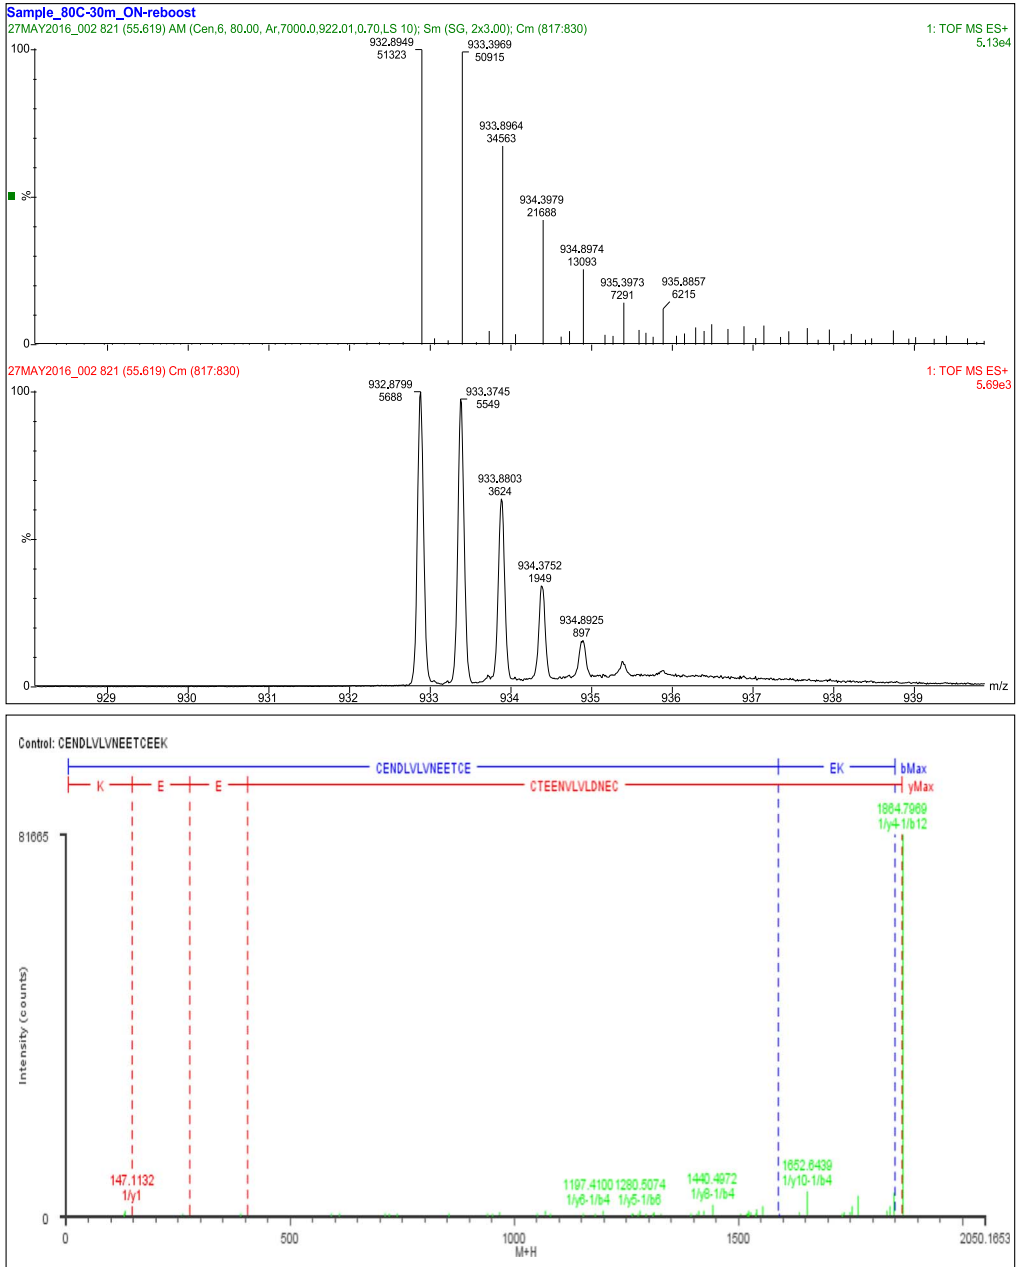 Sample_80C-30m_ON-reboost
27MAY2016_002 821 (55.619) AM (Cen,6, 80.00, Ar,7000.0,922.01,0.70,LS 10); Sm (SG, 2x3.00); Cm (817:830)
1: TOF MS ES+
5.13e4
100
%
0
932.8949
51323
933.3969
50915
933.8964
34563
934.3979
21688
934.8974
13093
935.3973
7291
935.8857
6215
27MAY2016_002 821 (55.619) Cm (817:830)
1: TOF MS ES+
5.69e3
100
%
0
932.8799
5688
933.3745
5549
933.8803
3624
934.3752
1949
934.8925
897
929 930 931 932 933 934 935 936 937 938 939 m/z
Control: CENDLVLVNEETCEEK
CENDLVLVNEETCE EK bMax
K E E CTEENVLVLDNEC yMax
1864.7969
1/y4-1/b12
81665
Intensity (counts)
147.1132
1/y1
1197.4100 1280.5074
1/y6-1/b4 1/y5-1/b6
1440.4972
1/y8-1/b4
1652.6439
1/y10-1/b4
0
0 500 1000 1500 2050.1653
M+H